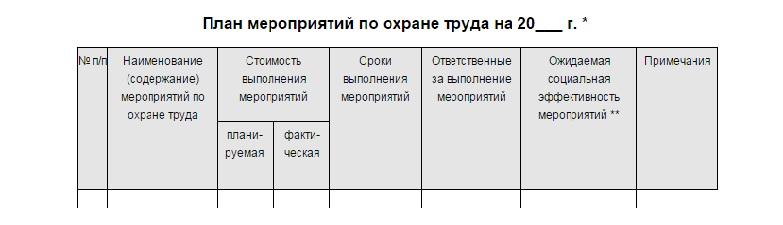 План мероприятий по охране труда на 20___ г. *
№ п/п
Наименование
(содержание)
мероприятий по
охране труда
Стоимость
выполнения
мероприятий
плани-
руемая
факти-
ческая
Сроки
выполнения
мероприятий
Ответственные
за выполнение
мероприятий
Ожидаемая
социальная
эффективность
мероприятий **
Примечания